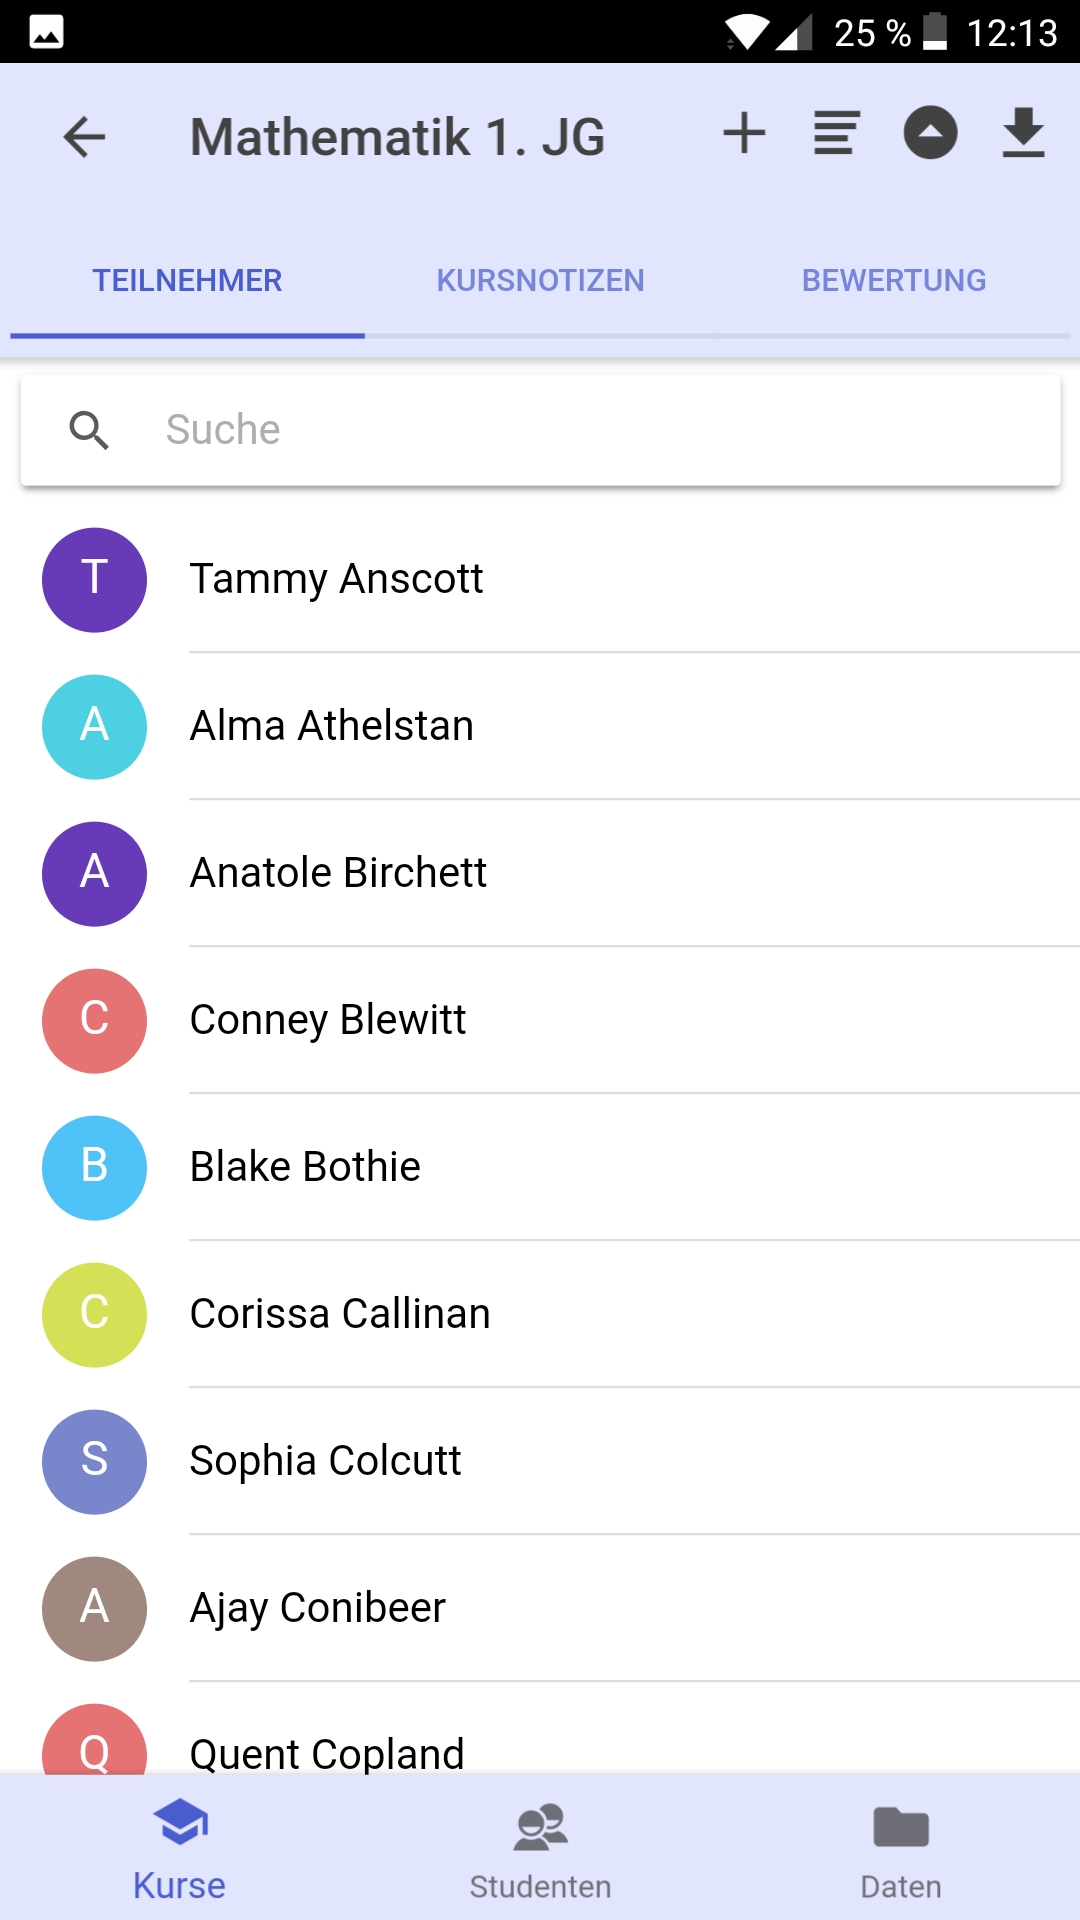 25 % 12:13
Mathematik 1. JG
TEILNEHMER KURSNOTIZEN BEWERTUNG
Suche
T Tammy Anscott
A Alma Athelstan
A Anatole Birchett
C Conney Blewitt
B Blake Bothie
C Corissa Callinan
S Sophia Colcutt
A Ajay Conibeer
Q Quent Copland
Kurse Studenten Daten